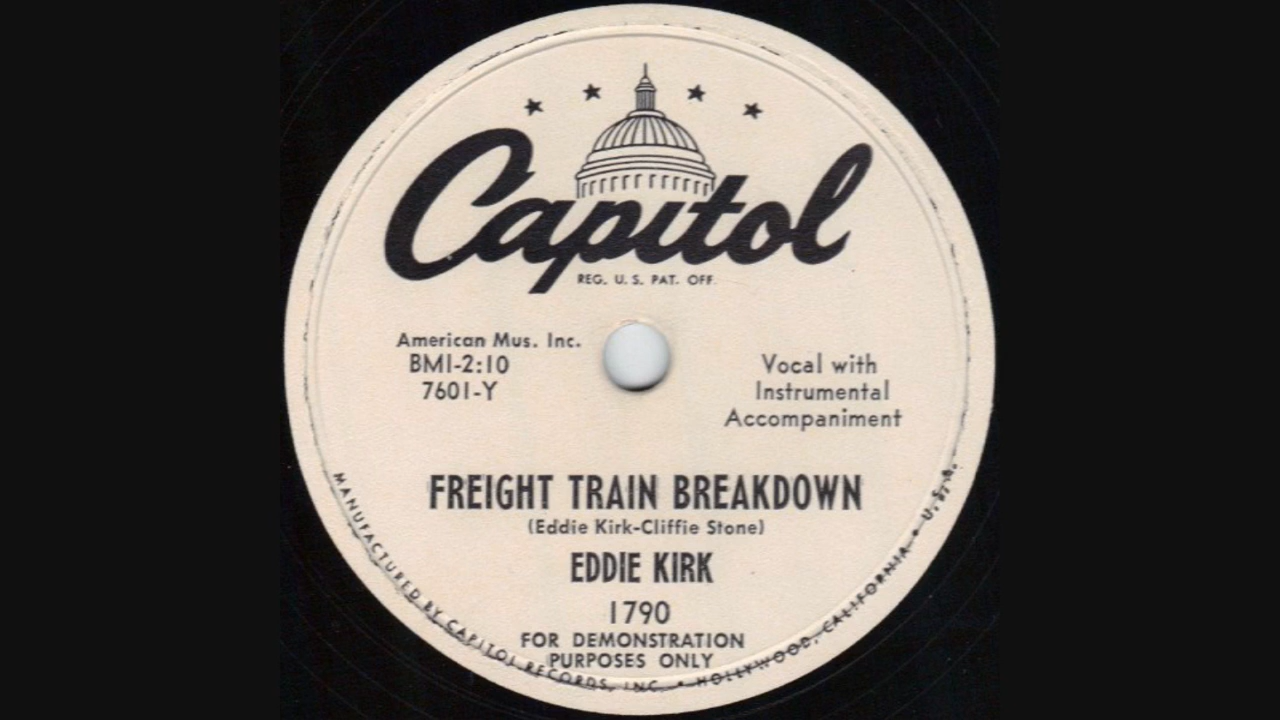 Capitol
REG. U. S. PAT. OFF.
American Mus. Inc.
BMI-2:10
7601-Y
Vocal with
Instrumental
Accompaniment
FREIGHT TRAIN BREAKDOWN
(Eddie Kirk-Cliffie Stone)
EDDIE KIRK
1790
FOR DEMONSTRATION
PURPOSES ONLY
MANUFACTURED BY CAPITOL RECORDS, INC. • HOLLYWOOD, CALIFORNIA • U.S.A.